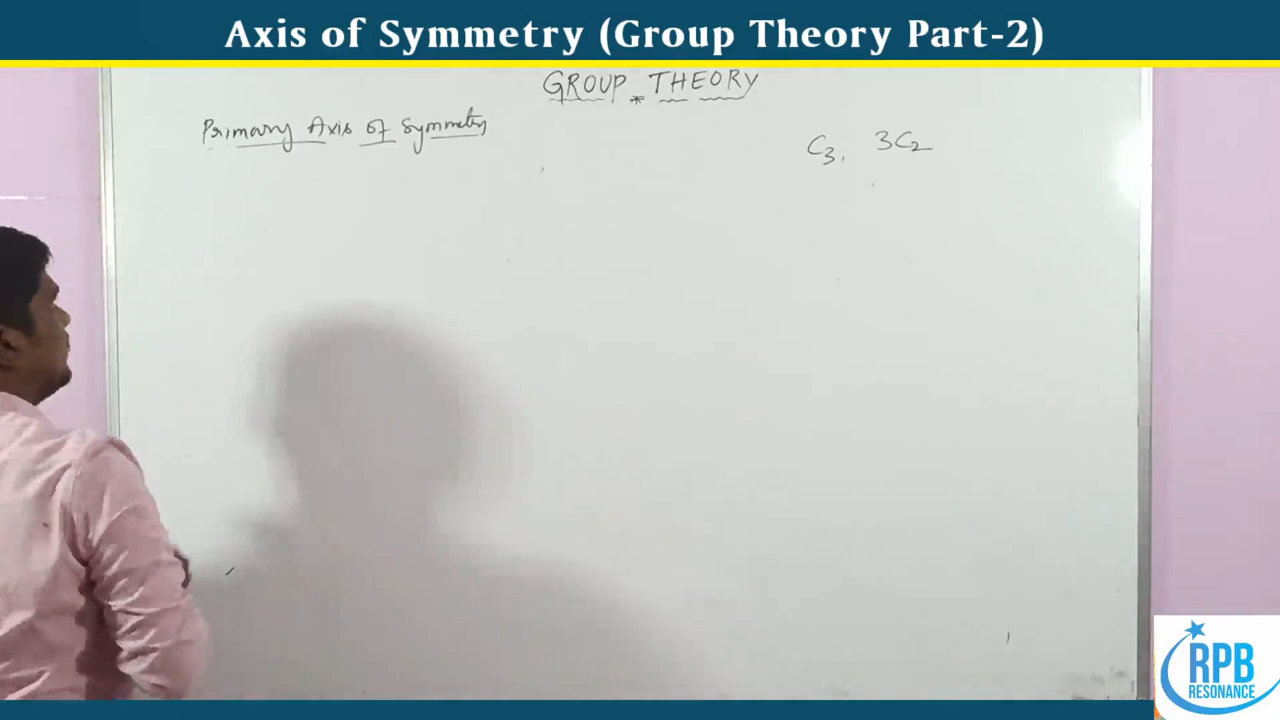 Axis of Symmetry (Group Theory Part-2)
GROUP THEORY
Primary Axis of Symmetry
C3, 3C2
RPB
RESONANCE